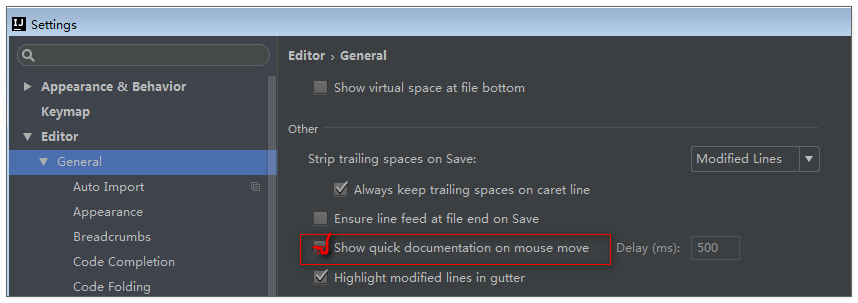 IJ Settings
Editor › General
Appearance & Behavior
Show virtual space at file bottom
Keymap
Editor
Other
General
Strip trailing spaces on Save: Modified Lines
Auto Import
Always keep trailing spaces on caret line
Appearance
Ensure line feed at file end on Save
Breadcrumbs
Show quick documentation on mouse move Delay (ms): 500
Code Completion
Highlight modified lines in gutter
Code Folding